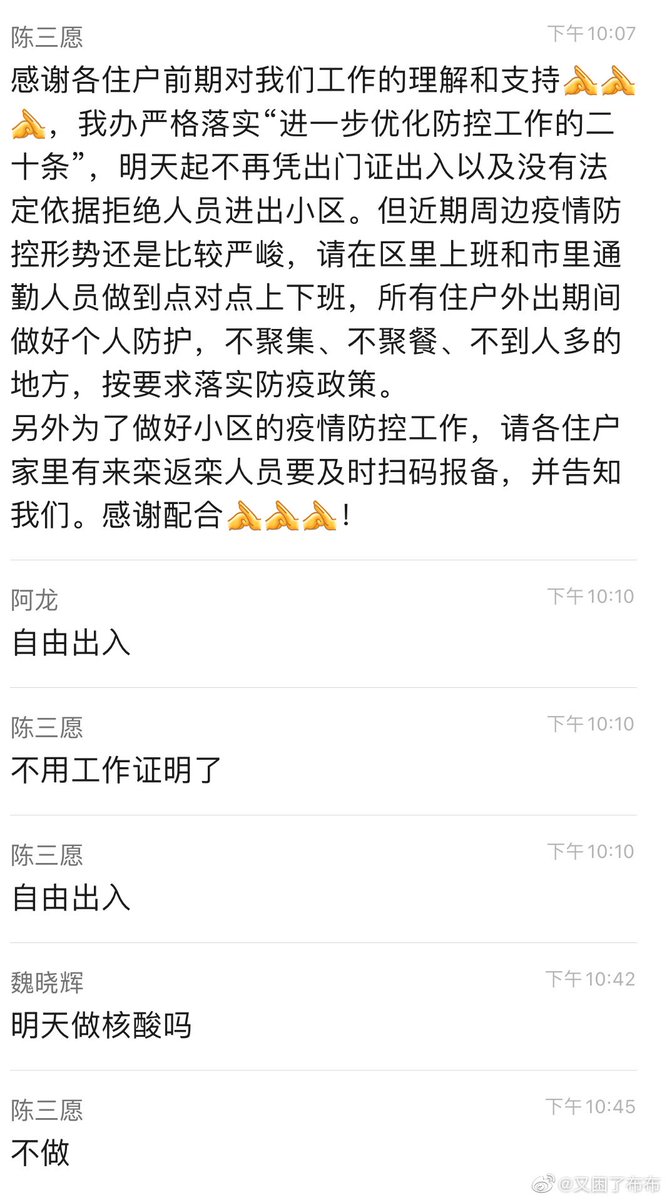 陈三愿
下午10:07
感谢各住户前期对我们工作的理解和支持🫱🫱
🫱，我办严格落实“进一步优化防控工作的二
十条”，明天起不再凭出门证出入以及没有法
定依据拒绝人员进出小区。但近期周边疫情防
控形势还是比较严峻，请在区里上班和市里通
勤人员做到点对点上下班，所有住户外出期间
做好个人防护，不聚集、不聚餐、不到人多的
地方，按要求落实防疫政策。
另外为了做好小区的疫情防控工作，请各住户
家里有来栾返栾人员要及时扫码报备，并告知
我们。感谢配合🫱🫱🫱！
阿龙
下午10:10
自由出入
陈三愿
下午10:10
不用工作证明了
陈三愿
下午10:10
自由出入
魏晓辉
下午10:42
明天做核酸吗
陈三愿
下午10:45
不做
@又困了布布